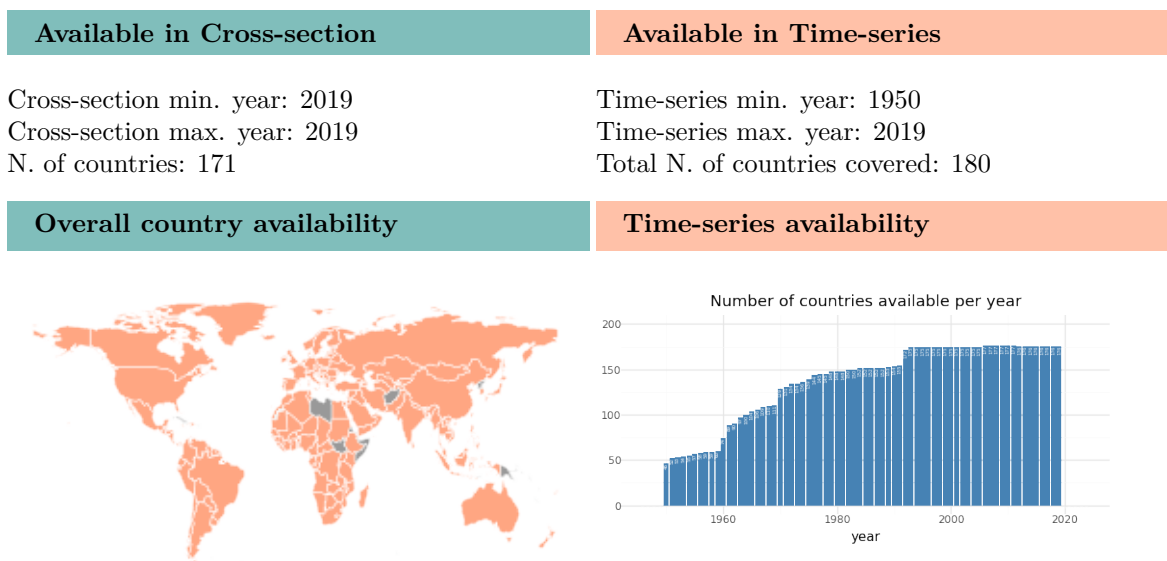 Available in Cross-section
Available in Time-series
Cross-section min. year: 2019
Cross-section max. year: 2019
N. of countries: 171
Time-series min. year: 1950
Time-series max. year: 2019
Total N. of countries covered: 180
Overall country availability
Time-series availability
Number of countries available per year
200
150
100
50
0
1960
1980
2000
2020
year